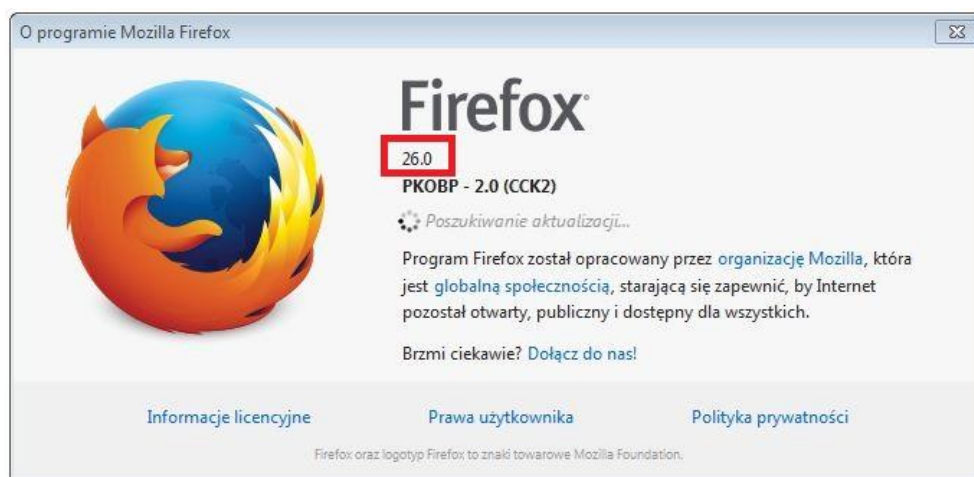 O programie Mozilla Firefox
Firefox
26.0
PKOBP - 2.0 (CCK2)
Poszukiwanie aktualizacji...
Program Firefox został opracowany przez organizację Mozilla, która
jest globalną społecznością, starającą się zapewnić, by Internet
pozostał otwarty, publiczny i dostępny dla wszystkich.
Brzmi ciekawie? Dołącz do nas!
Informacje licencyjne Prawa użytkownika Polityka prywatności
Firefox oraz logotyp Firefox to znaki towarowe Mozilla Foundation.